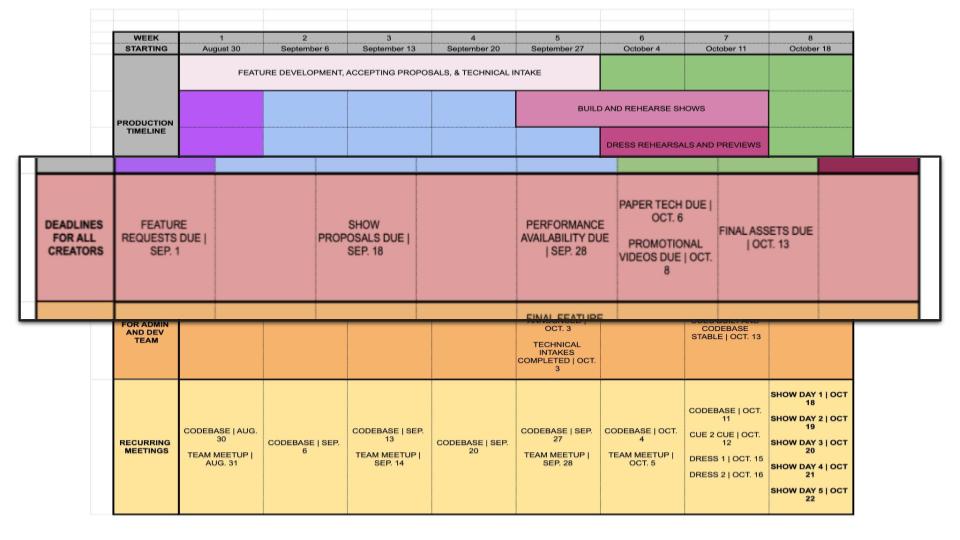 WEEK 1 2 3 4 5 6 7 8
STARTING August 30 September 6 September 13 September 20 September 27 October 4 October 11 October 18
FEATURE DEVELOPMENT, ACCEPTING PROPOSALS, & TECHNICAL INTAKE
BUILD AND REHEARSE SHOWS
PRODUCTION
TIMELINE
DRESS REHEARSALS AND PREVIEWS
DEADLINES
FOR ALL
CREATORS
FEATURE
REQUESTS DUE |
SEP. 1
SHOW
PROPOSALS DUE |
SEP. 18
PERFORMANCE
AVAILABILITY DUE
| SEP. 28
PAPER TECH DUE |
OCT. 6
PROMOTIONAL
VIDEOS DUE | OCT.
8
FINAL ASSETS DUE
| OCT. 13
FOR ADMIN
AND DEV
TEAM
FINAL FEATURE
OCT. 3
TECHNICAL
INTAKES
COMPLETED | OCT.
3
CODEBASE
STABLE | OCT. 13
RECURRING
MEETINGS
CODEBASE | AUG.
30
TEAM MEETUP |
AUG. 31
CODEBASE | SEP.
6
CODEBASE | SEP.
13
TEAM MEETUP |
SEP. 14
CODEBASE | SEP.
20
CODEBASE | SEP.
27
TEAM MEETUP |
SEP. 28
CODEBASE | OCT.
4
TEAM MEETUP |
OCT. 5
CODEBASE | OCT.
11
CUE 2 CUE | OCT.
12
DRESS 1 | OCT. 15
DRESS 2 | OCT. 16
SHOW DAY 1 | OCT
18
SHOW DAY 2 | OCT
19
SHOW DAY 3 | OCT
20
SHOW DAY 4 | OCT
21
SHOW DAY 5 | OCT
22